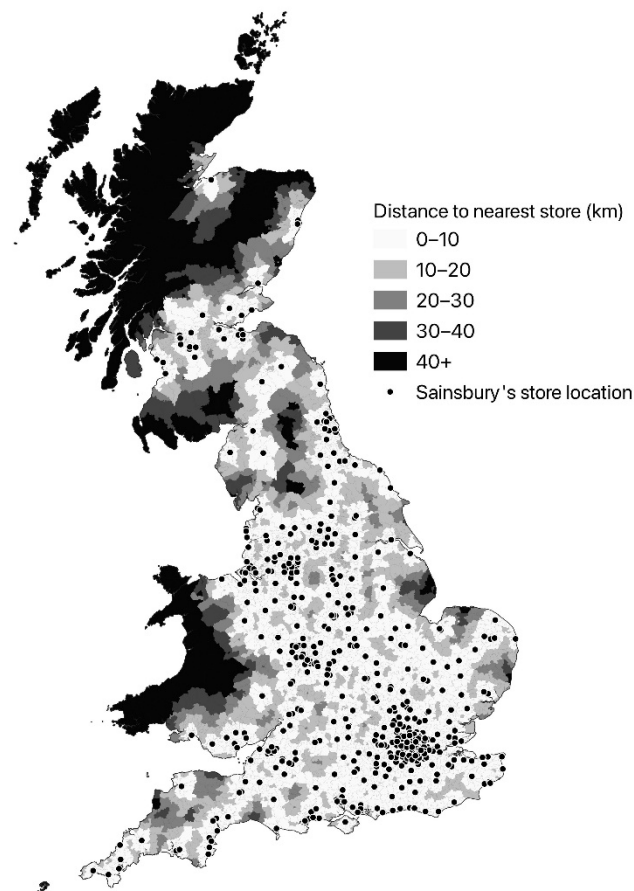 Distance to nearest store (km)
0–10
10–20
20–30
30–40
40+
Sainsbury's store location